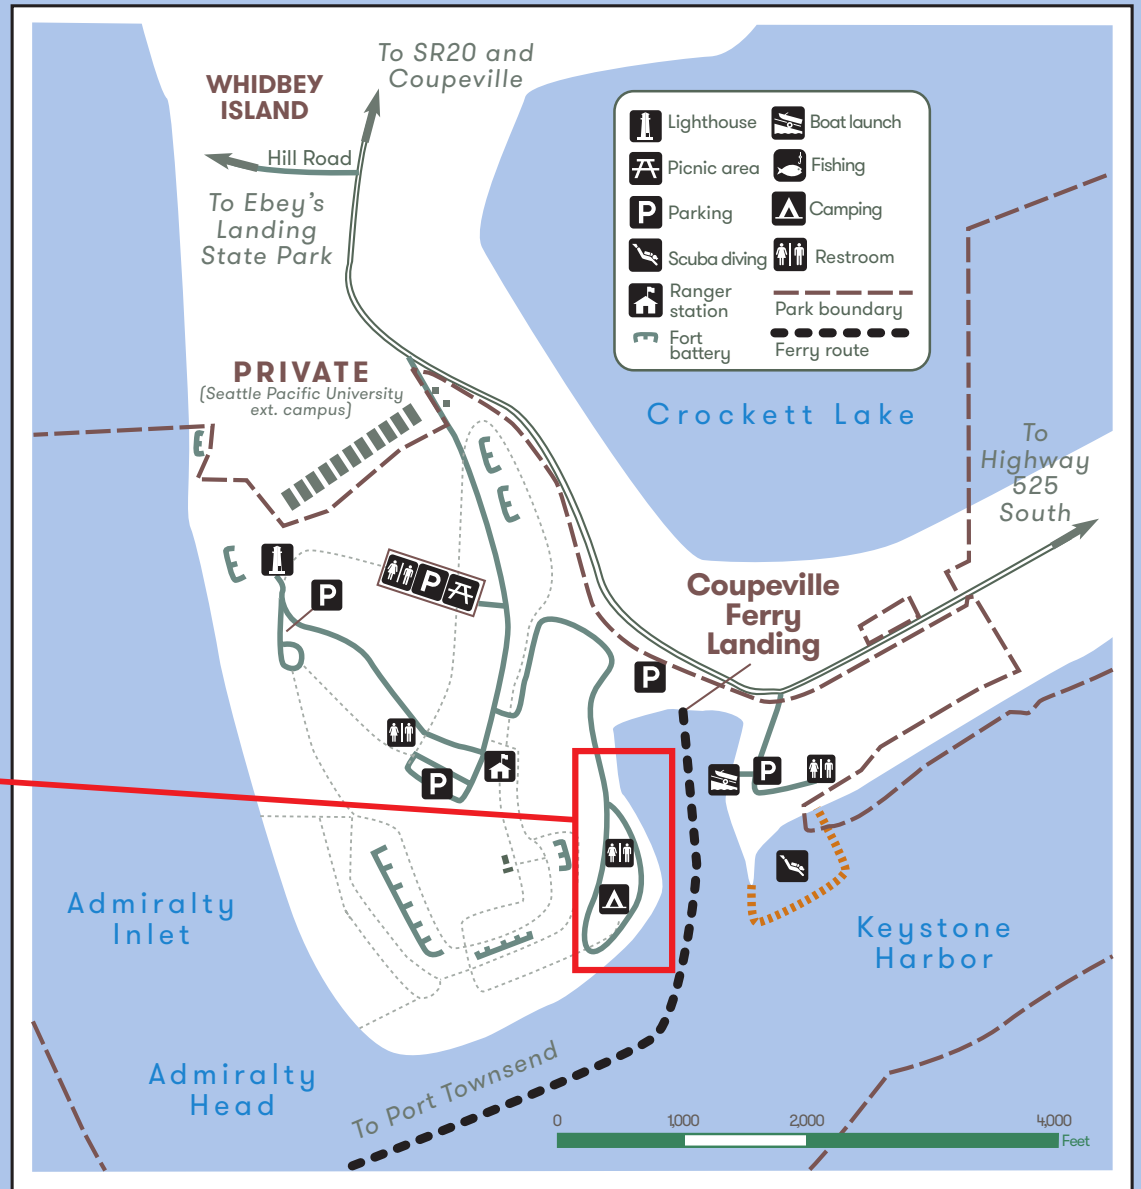 To SR20 and
Coupeville
WHIDBEY
ISLAND
Hill Road
To Ebey's
Landing
State Park
Lighthouse
Boat launch
Picnic area
Fishing
P
Parking
Camping
Scuba diving
Restroom
Ranger
station
Park boundary
Fort
battery
Ferry route
PRIVATE
(Seattle Pacific University
ext. campus)
Crockett Lake
To
Highway
525
South
P
P
Coupeville
Ferry
Landing
P
P
P
Admiralty
Inlet
Keystone
Harbor
Admiralty
Head
To Port Townsend
0
1,000
2,000
4,000
Feet